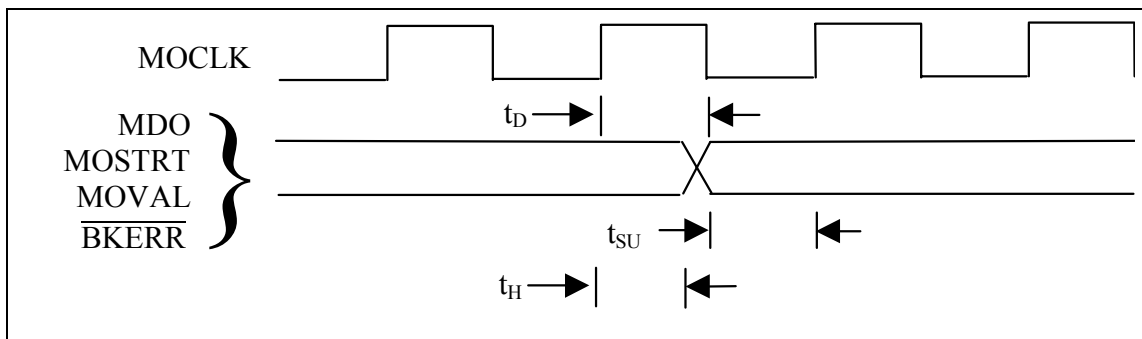 MOCLK
tD
MDO
MOSTRT
MOVAL
BKERR
tSU
tH